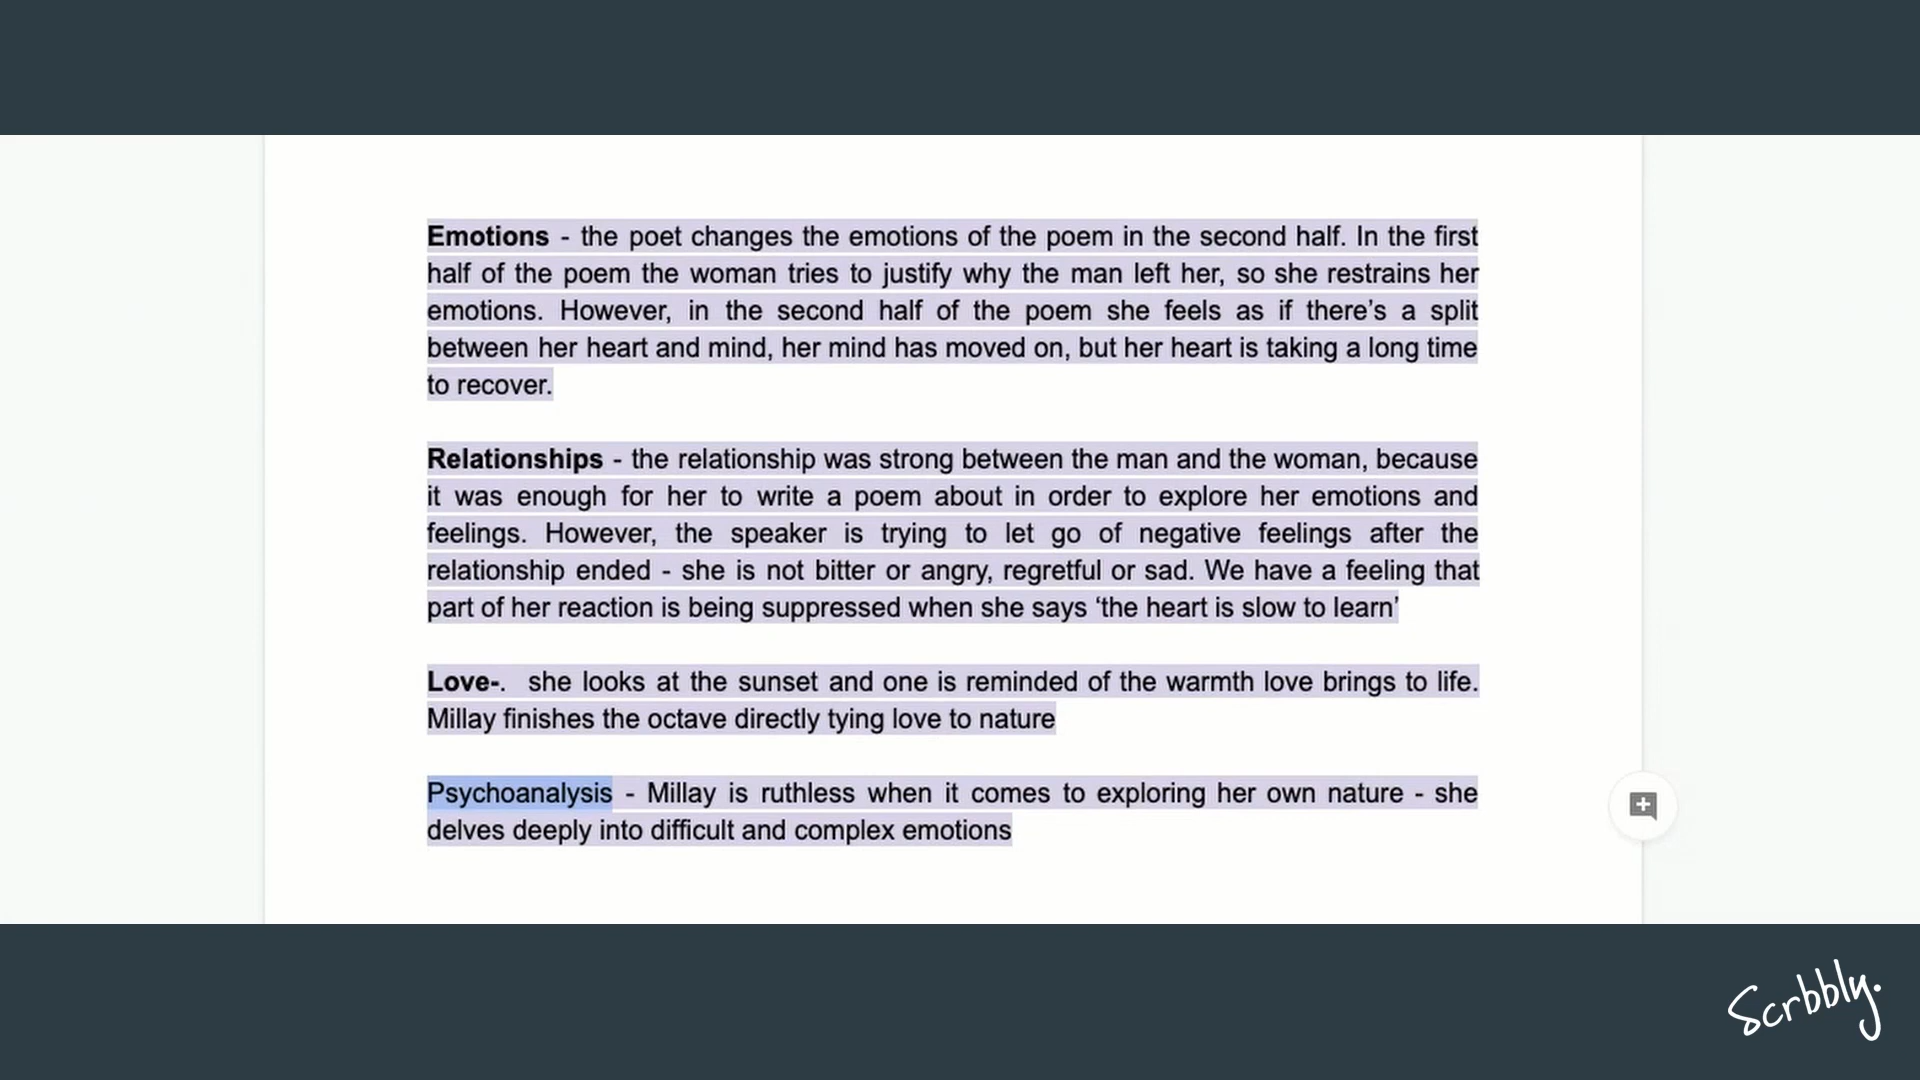 Emotions - the poet changes the emotions of the poem in the second half. In the first
half of the poem the woman tries to justify why the man left her, so she restrains her
emotions. However, in the second half of the poem she feels as if there’s a split
between her heart and mind, her mind has moved on, but her heart is taking a long time
to recover.
Relationships - the relationship was strong between the man and the woman, because
it was enough for her to write a poem about in order to explore her emotions and
feelings. However, the speaker is trying to let go of negative feelings after the
relationship ended - she is not bitter or angry, regretful or sad. We have a feeling that
part of her reaction is being suppressed when she says ‘the heart is slow to learn’
Love-. she looks at the sunset and one is reminded of the warmth love brings to life.
Millay finishes the octave directly tying love to nature
Psychoanalysis - Millay is ruthless when it comes to exploring her own nature - she
delves deeply into difficult and complex emotions
Scrbbly.